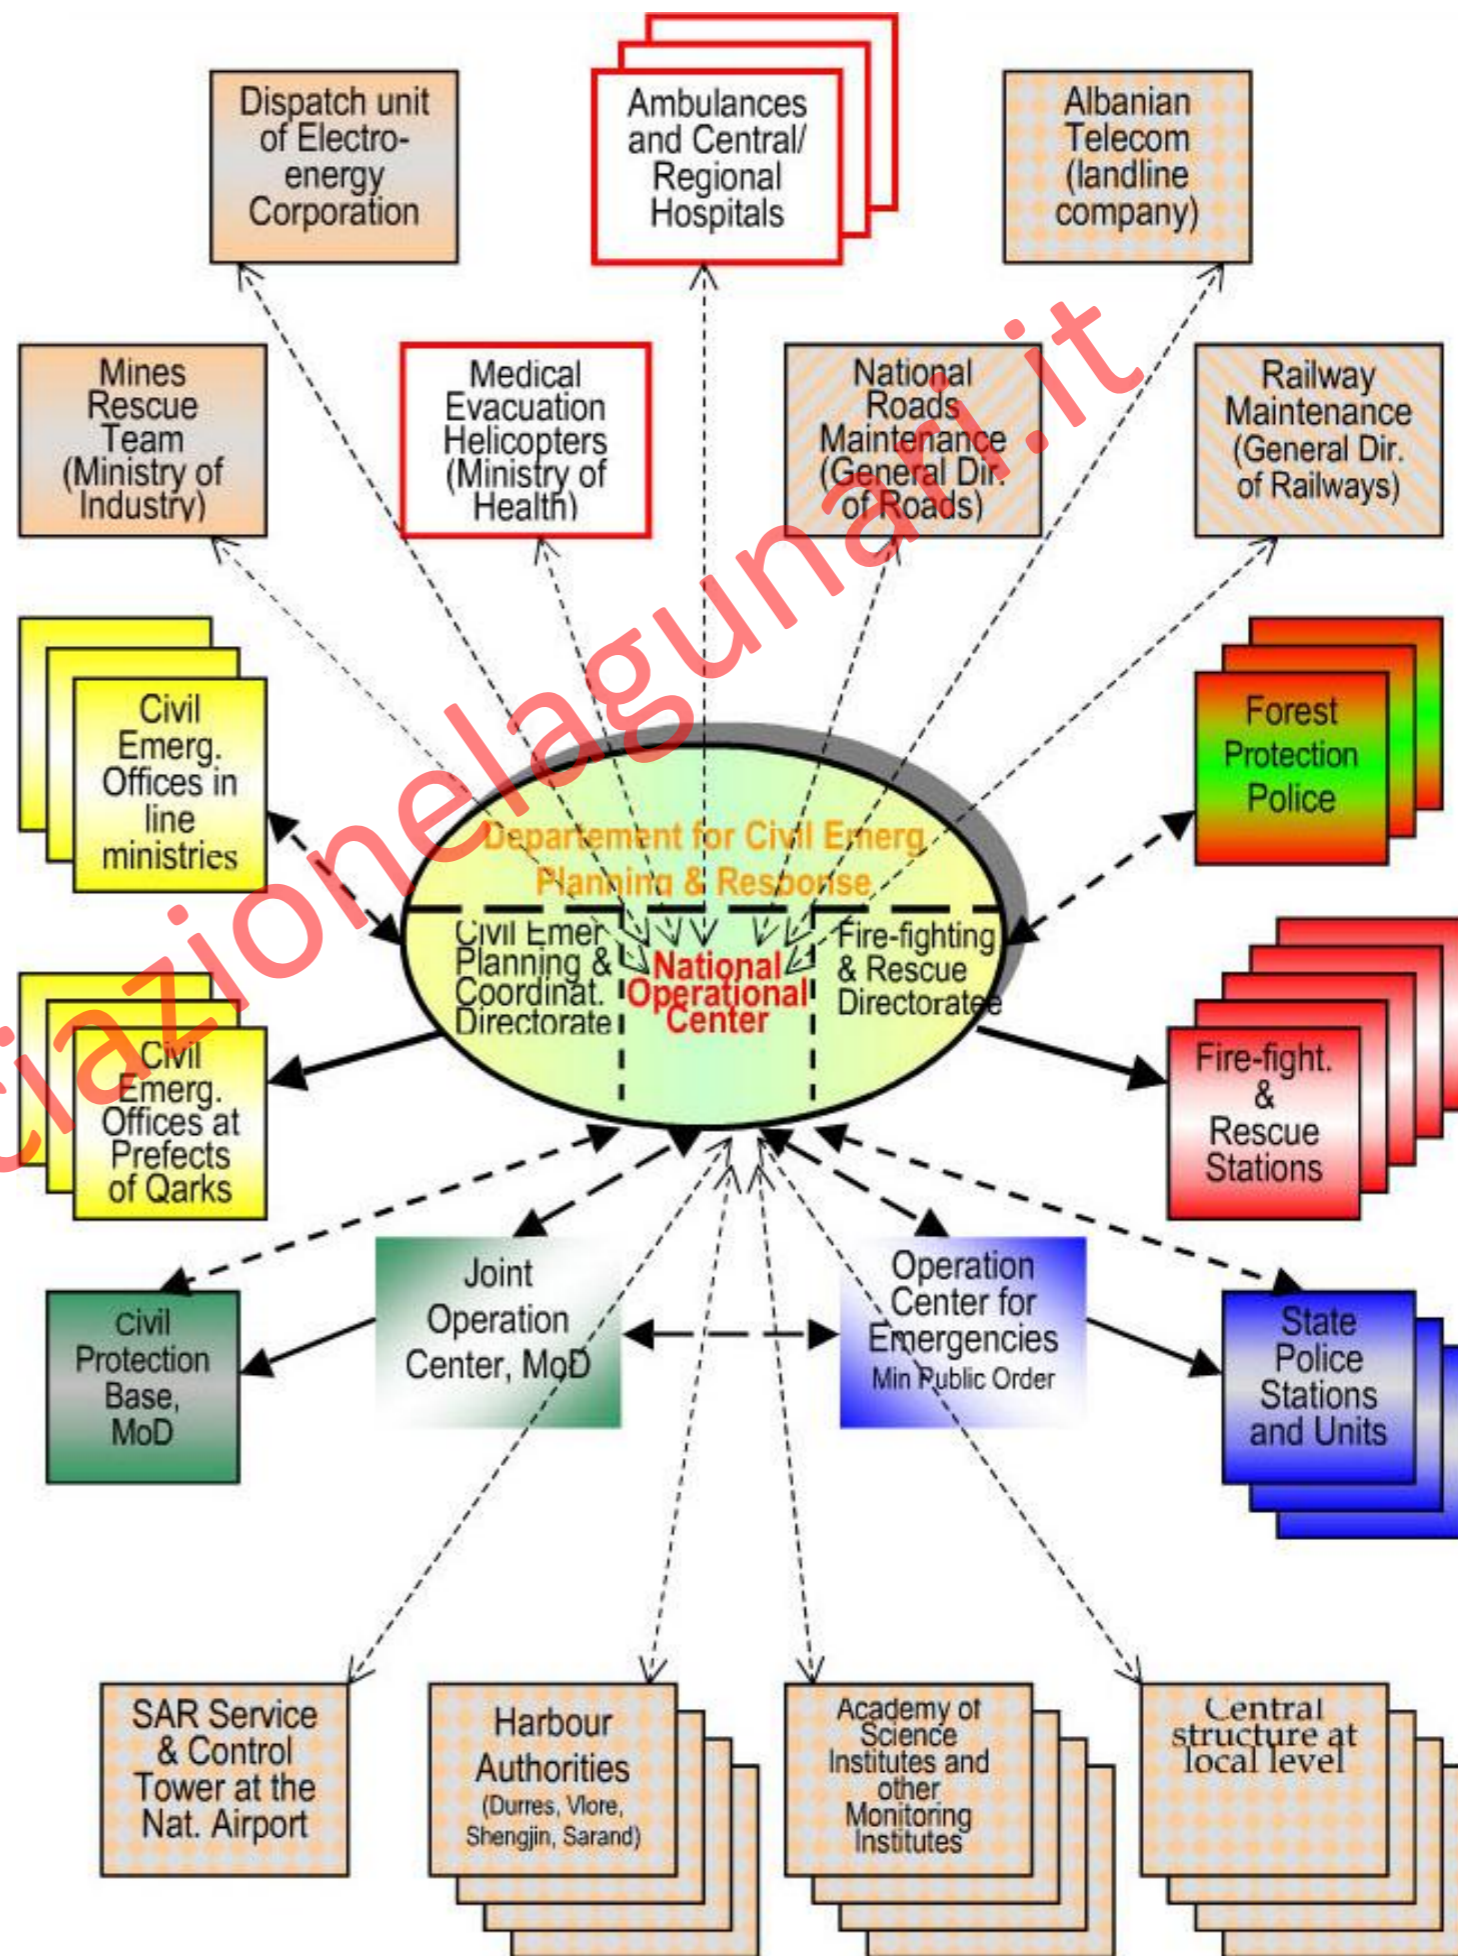 Dispatch unit
of Electro-
energy
Corporation
Ambulances
and Central/
Regional
Hospitals
Albanian
Telecom
(landline
company)
Mines
Rescue
Team
(Ministry of
Industry)
Medical
Evacuation
Helicopters
(Ministry of
Health)
National
Roads
Maintenance
(General Dir.
of Roads)
Railway
Maintenance
(General Dir.
of Railways)
Civil
Emerg.
Offices in
line
ministries
Forest
Protection
Police
Departement for Civil Emerg
Planning & Response
Civil Emer
Planning &
Coordinat.
Directorate
National
Operational
Center
Fire-fighting
& Rescue
Directoratee
Civil
Emerg.
Offices at
Prefects
of Qarks
Fire-fight.
&
Rescue
Stations
Civil
Protection
Base,
MoD
Joint
Operation
Center, MoD
Operation
Center for
Emergencies
Min Public Order
State
Police
Stations
and Units
SAR Service
& Control
Tower at the
Nat. Airport
Harbour
Authorities
(Durres, Vlore,
Shengjin, Sarand)
Academy of
Science
Institutes and
other
Monitoring
Institutes
Central
structure at
local level
ciazionelagunari.it